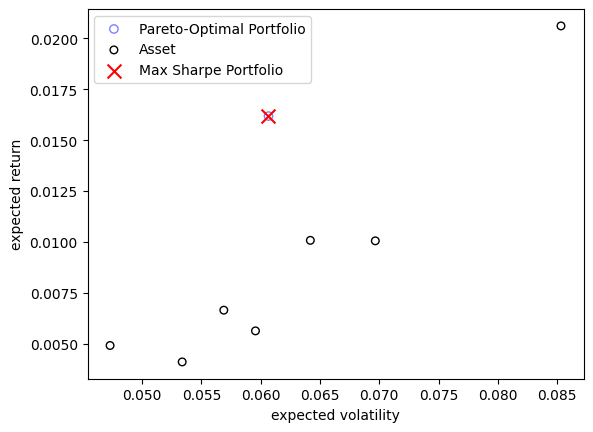 Pareto-Optimal Portfolio
Asset
Max Sharpe Portfolio
expected return
0.0200
0.0175
0.0150
0.0125
0.0100
0.0075
0.0050
0.050 0.055 0.060 0.065 0.070 0.075 0.080 0.085
expected volatility